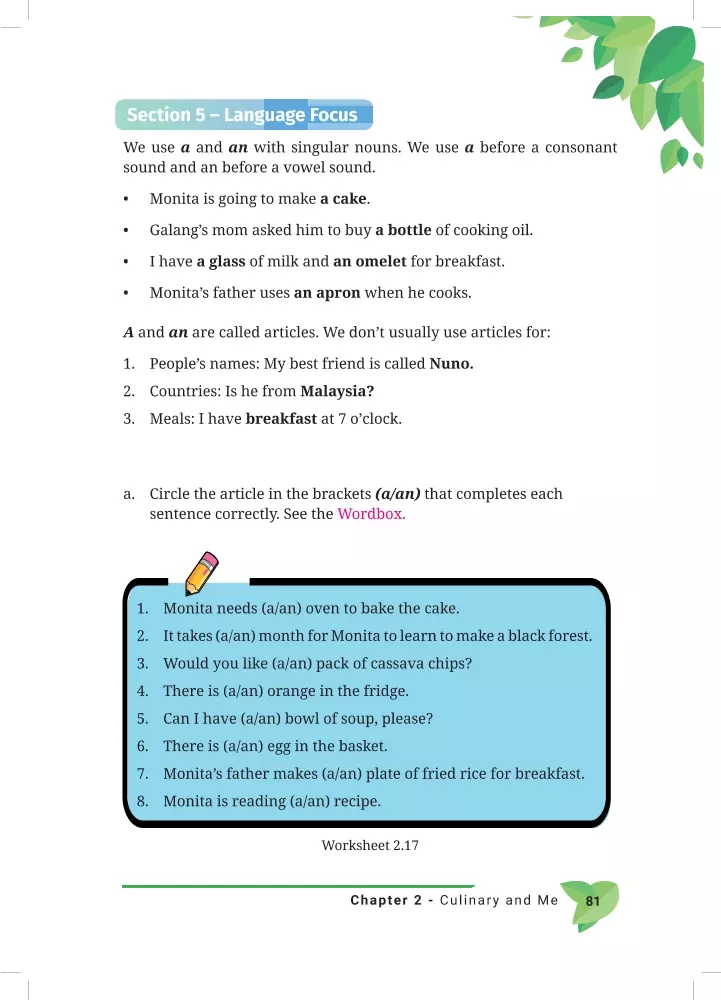 Section 5 – Language Focus
We use a and an with singular nouns. We use a before a consonant
sound and an before a vowel sound.
• Monita is going to make a cake.
• Galang’s mom asked him to buy a bottle of cooking oil.
• I have a glass of milk and an omelet for breakfast.
• Monita’s father uses an apron when he cooks.
A and an are called articles. We don’t usually use articles for:
1. People’s names: My best friend is called Nuno.
2. Countries: Is he from Malaysia?
3. Meals: I have breakfast at 7 o’clock.
a. Circle the article in the brackets (a/an) that completes each
sentence correctly. See the Wordbox.
1. Monita needs (a/an) oven to bake the cake.
2. It takes (a/an) month for Monita to learn to make a black forest.
3. Would you like (a/an) pack of cassava chips?
4. There is (a/an) orange in the fridge.
5. Can I have (a/an) bowl of soup, please?
6. There is (a/an) egg in the basket.
7. Monita’s father makes (a/an) plate of fried rice for breakfast.
8. Monita is reading (a/an) recipe.
Worksheet 2.17
Chapter 2 - Culinary and Me 81